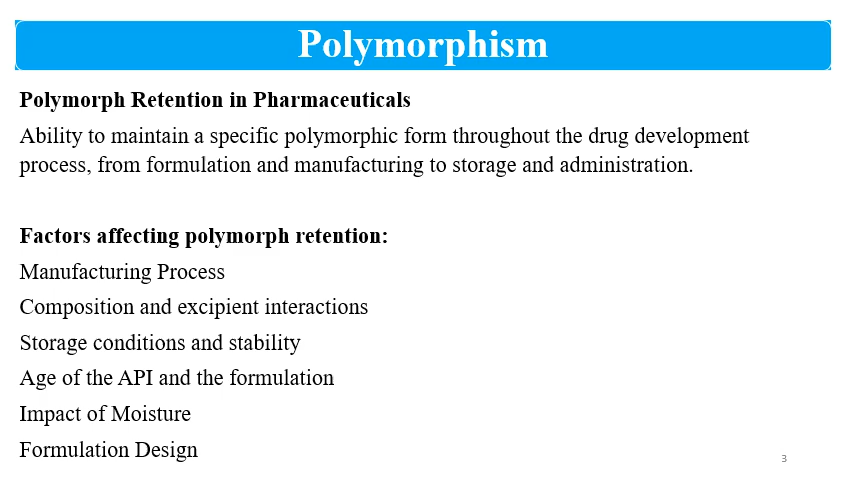 Polymorphism
Polymorph Retention in Pharmaceuticals
Ability to maintain a specific polymorphic form throughout the drug development
process, from formulation and manufacturing to storage and administration.
Factors affecting polymorph retention:
Manufacturing Process
Composition and excipient interactions
Storage conditions and stability
Age of the API and the formulation
Impact of Moisture
Formulation Design
3